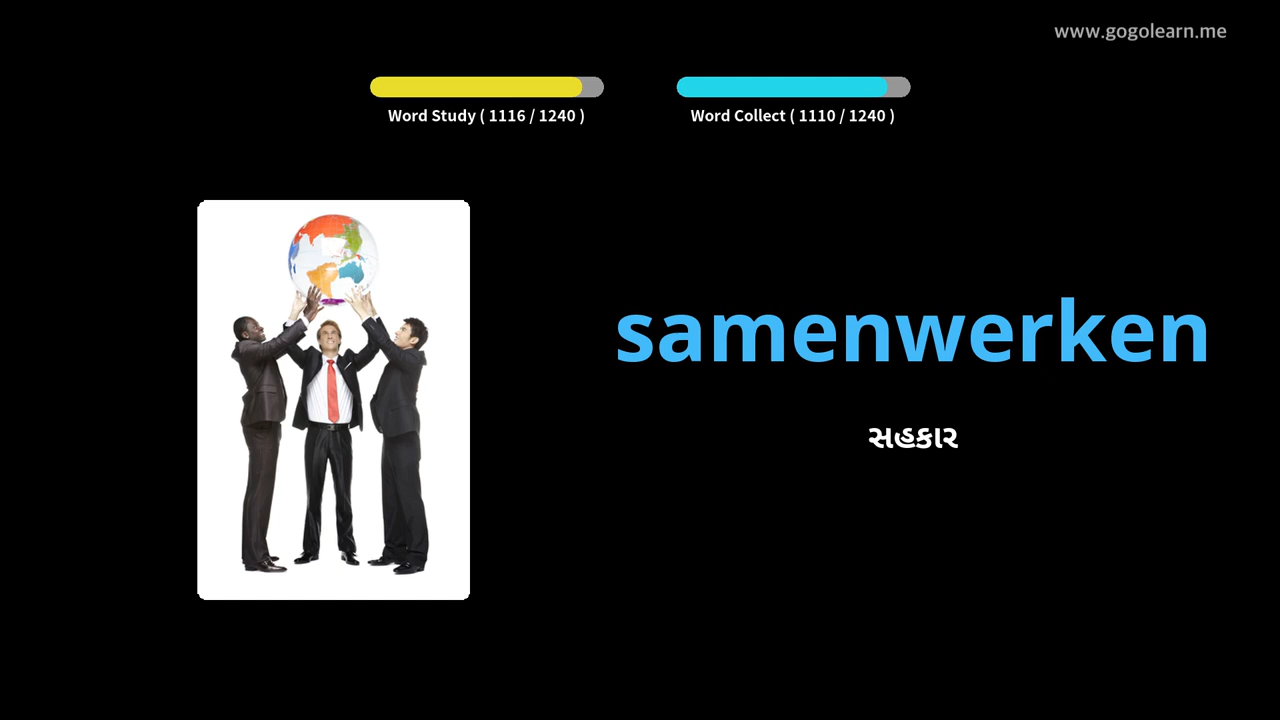 www.gogolearn.me
Word Study ( 1116 / 1240 )
Word Collect ( 1110 / 1240 )
samenwerken
સહકાર